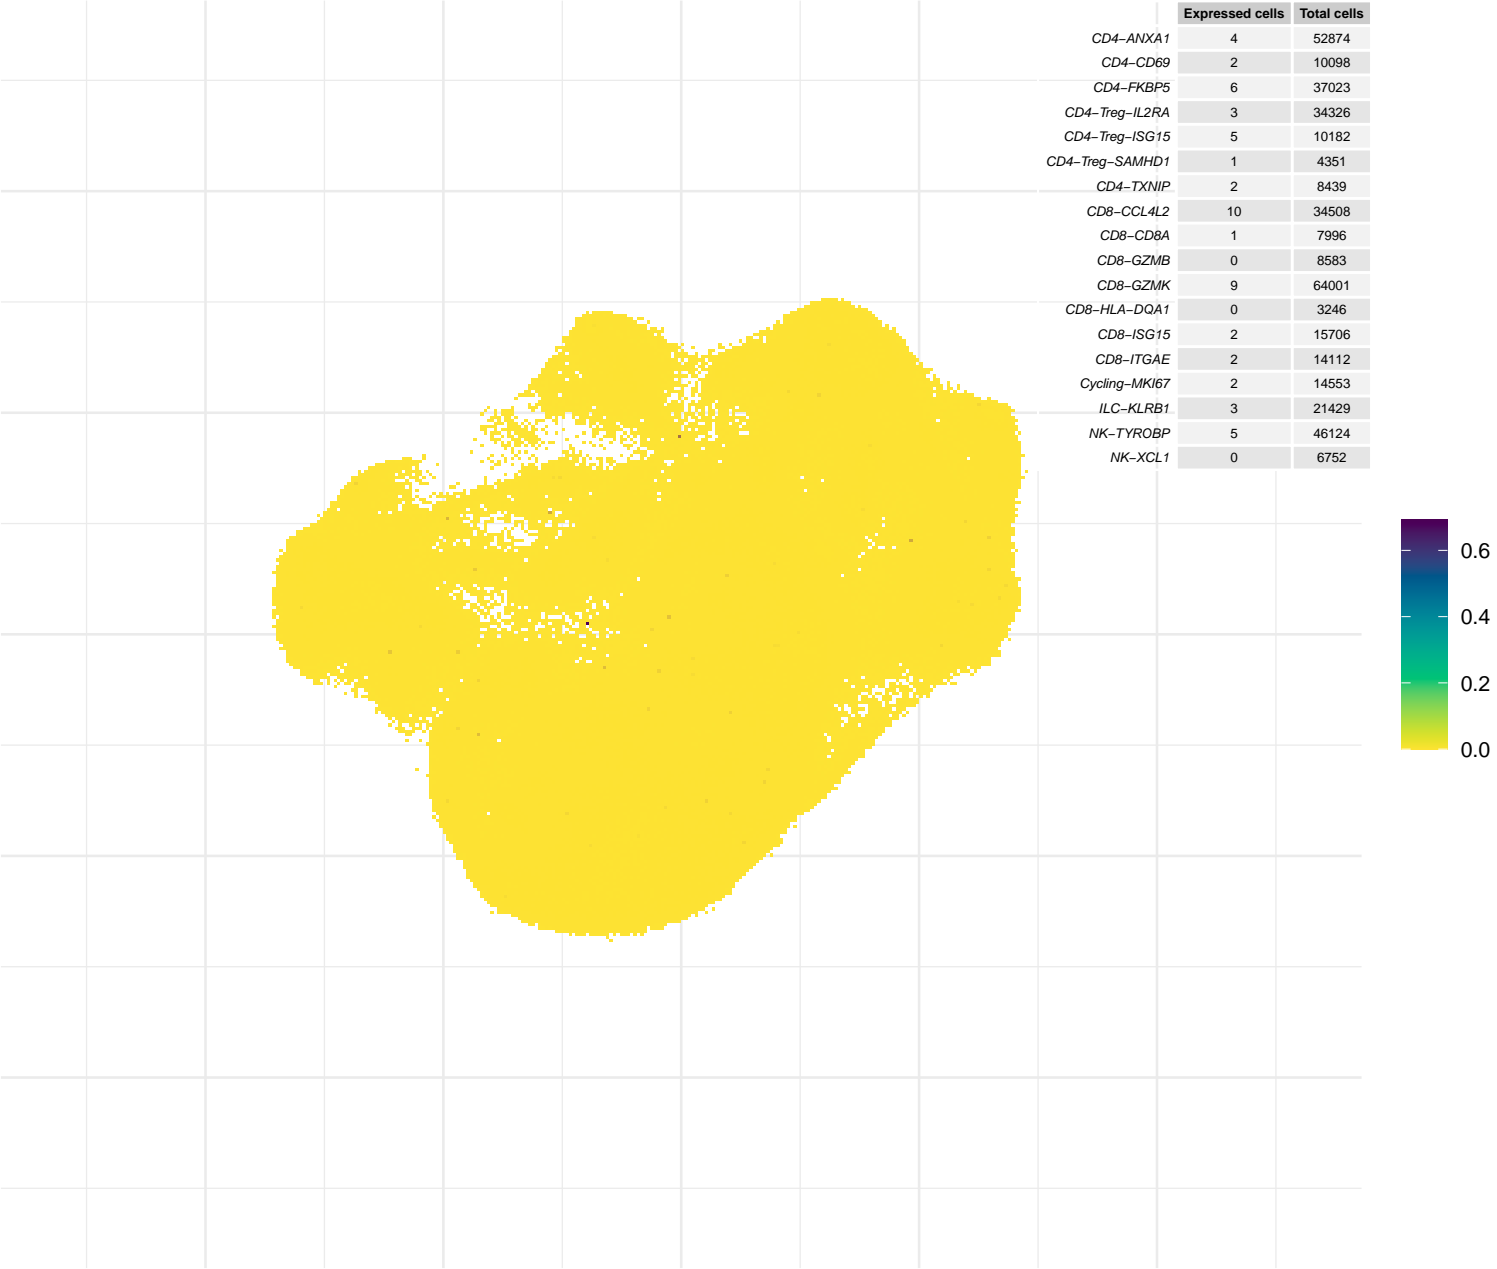 Expressed cells Total cells
CD4−ANXA1 4 52874
CD4−CD69 2 10098
CD4−FKBP5 6 37023
CD4−Treg−IL2RA 3 34326
CD4−Treg−ISG15 5 10182
CD4−Treg−SAMHD1 1 4351
CD4−TXNIP 2 8439
CD8−CCL4L2 10 34508
CD8−CD8A 1 7996
CD8−GZMB 0 8583
CD8−GZMK 9 64001
CD8−HLA−DQA1 0 3246
CD8−ISG15 2 15706
CD8−ITGAE 2 14112
Cycling−MKI67 2 14553
ILC−KLRB1 3 21429
NK−TYROBP 5 46124
NK−XCL1 0 6752
0.6
0.4
0.2
0.0